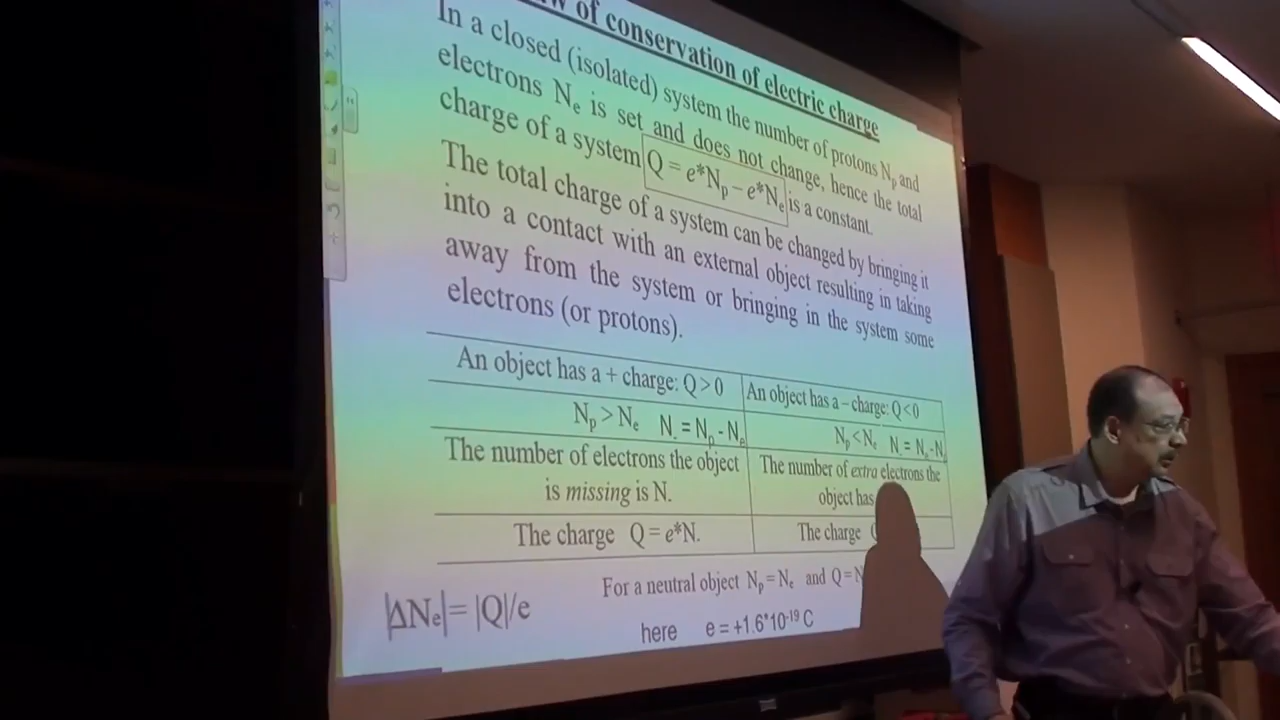 of conservation of electric charge
In a closed (isolated) system the number of protons Nₚ and
electrons Nₑ is set and does not change, hence the total
charge of a system Q = e*Nₚ – e*Nₑ is a constant.
The total charge of a system can be changed by bringing it
into a contact with an external object resulting in taking
away from the system or bringing in the system some
electrons (or protons).
An object has a + charge: Q > 0 An object has a – charge: Q < 0
Nₚ > Nₑ N = Nₚ - Nₑ Nₚ < Nₑ
The number of electrons the object The number of extra electrons the
is missing is N. object has
The charge Q = e*N. The charge
For a neutral object Nₚ = Nₑ and
|ΔNₑ| = |Q|/e
here e = +1.6*10⁻¹⁹ C